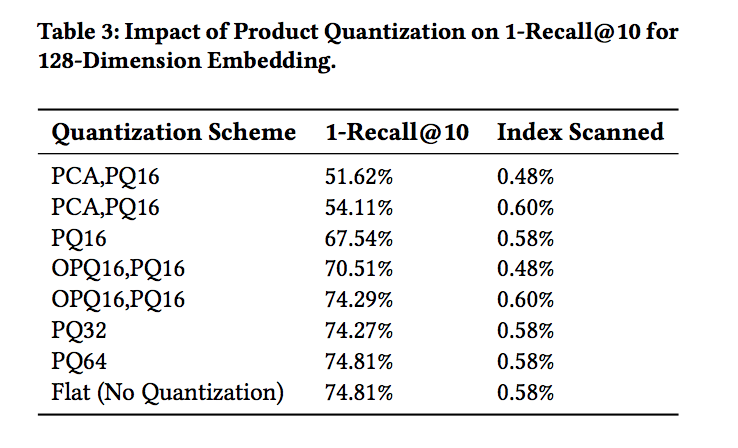 Table 3: Impact of Product Quantization on 1-Recall@10 for
128-Dimension Embedding.
Quantization Scheme 1-Recall@10 Index Scanned
PCA,PQ16 51.62% 0.48%
PCA,PQ16 54.11% 0.60%
PQ16 67.54% 0.58%
OPQ16,PQ16 70.51% 0.48%
OPQ16,PQ16 74.29% 0.60%
PQ32 74.27% 0.58%
PQ64 74.81% 0.58%
Flat (No Quantization) 74.81% 0.58%